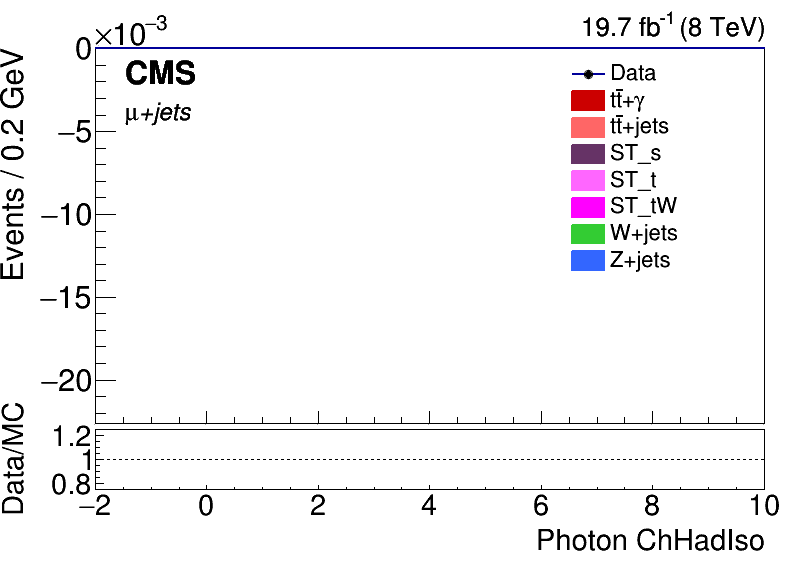 ×10⁻³
19.7 fb⁻¹ (8 TeV)
CMS
μ+jets
Events / 0.2 GeV
0
−5
−10
−15
−20
Data
tt̄+γ
tt̄+jets
ST_s
ST_t
ST_tW
W+jets
Z+jets
Data/MC
1.2
1
0.8
−2 0 2 4 6 8 10
Photon ChHadIso